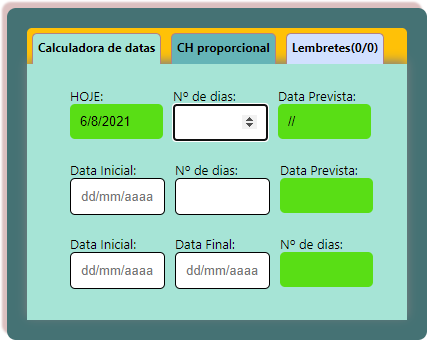 Calculadora de datas CH proporcional Lembretes(0/0)
HOJE: Nº de dias: Data Prevista:
6/8/2021 //
Data Inicial: Nº de dias: Data Prevista:
dd/mm/aaaa
Data Inicial: Data Final: Nº de dias:
dd/mm/aaaa dd/mm/aaaa